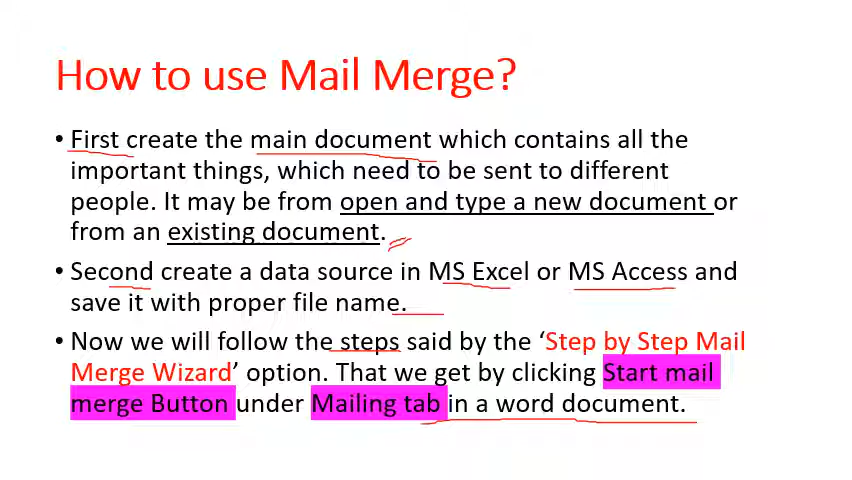 How to use Mail Merge?
• First create the main document which contains all the
important things, which need to be sent to different
people. It may be from open and type a new document or
from an existing document.
• Second create a data source in MS Excel or MS Access and
save it with proper file name.
• Now we will follow the steps said by the ‘Step by Step Mail
Merge Wizard’ option. That we get by clicking Start mail
merge Button under Mailing tab in a word document.